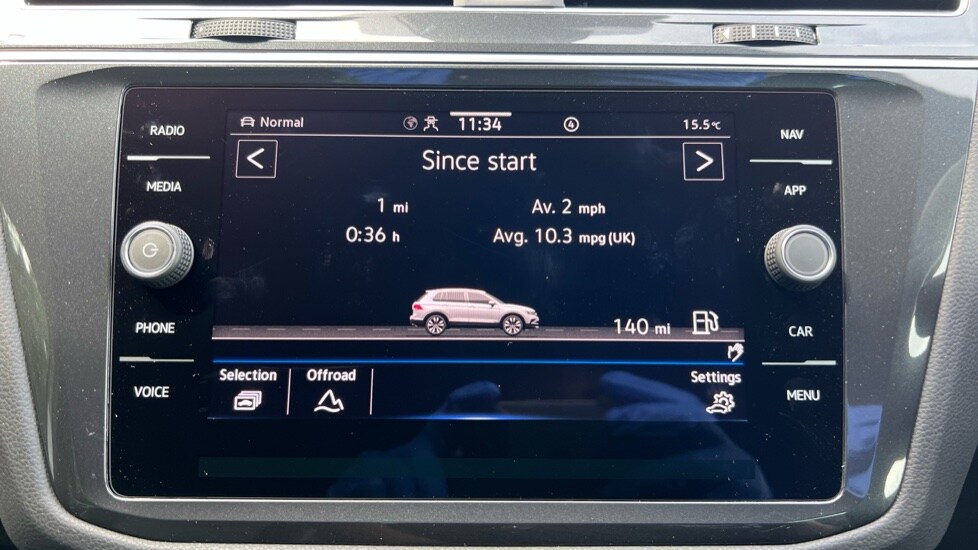 RADIO
MEDIA
PHONE
VOICE
Normal 11:34 4 15.5°C
Since start
1 mi Av. 2 mph
0:36 h Avg. 10.3 mpg (UK)
140 mi
Selection Offroad Settings
NAV
APP
CAR
MENU